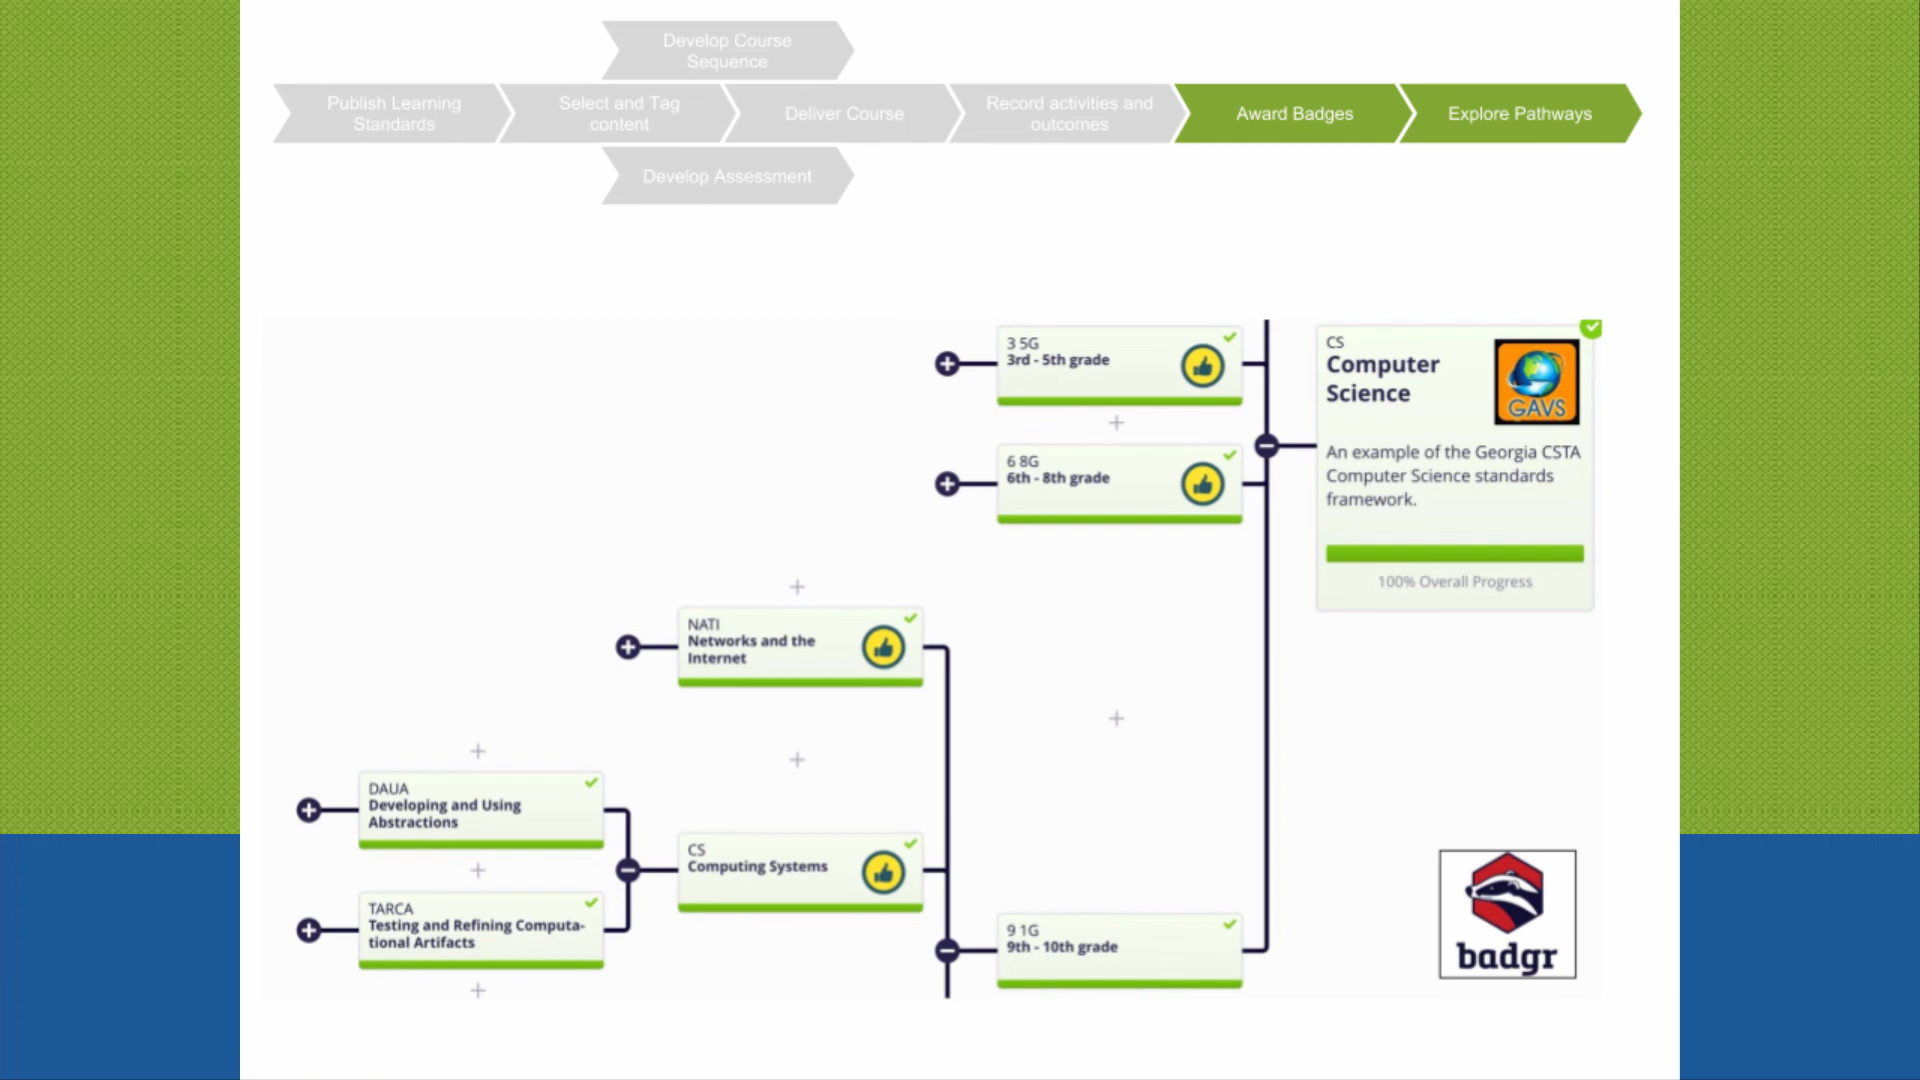 Develop Course
Sequence
Publish Learning
Standards
Select and Tag
content
Deliver Course
Record activities and
outcomes
Award Badges
Explore Pathways
Develop Assessment
3 5G
3rd - 5th grade
CS
Computer
Science
GAVS
An example of the Georgia CSTA
Computer Science standards
framework.
100% Overall Progress
6 8G
6th - 8th grade
NATI
Networks and the
Internet
DAUA
Developing and Using
Abstractions
CS
Computing Systems
TARCA
Testing and Refining Computa-
tional Artifacts
9 1G
9th - 10th grade
badgr